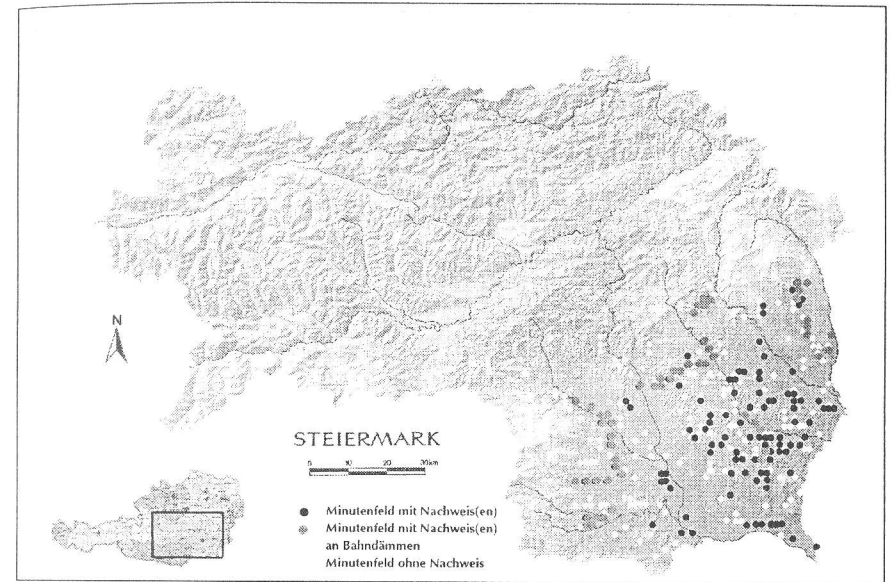 N
STEIERMARK
0 10 20 30km
Minutenfeld mit Nachweis(en)
Minutenfeld mit Nachweis(en)
an Bahndämmen
Minutenfeld ohne Nachweis